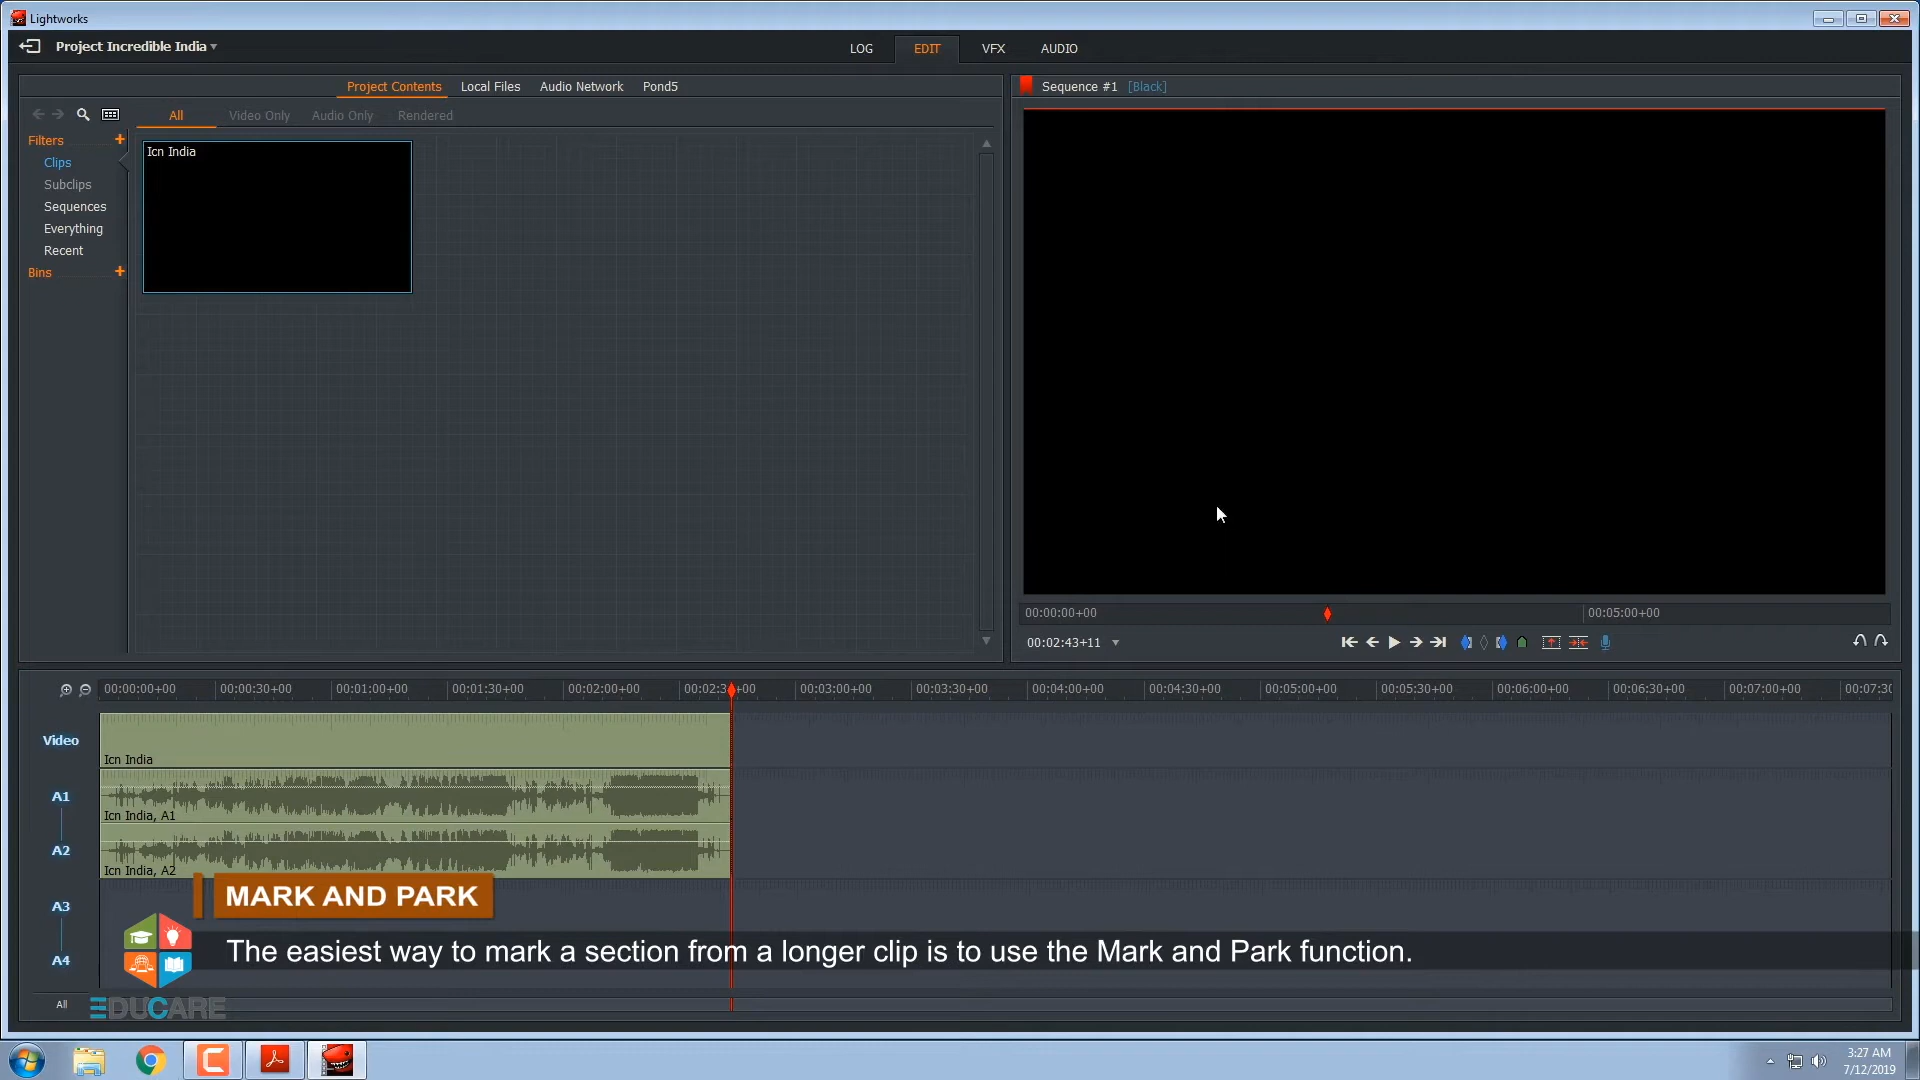 Lightworks
Project Incredible India
LOG EDIT VFX AUDIO
Project Contents Local Files Audio Network Pond5
Sequence #1 [Black]
All Video Only Audio Only Rendered
Filters +
Clips
Subclips
Sequences
Everything
Recent
Bins +
Icn India
00:00:00+00 00:05:00+00
00:02:43+11
00:00:00+00 00:00:30+00 00:01:00+00 00:01:30+00 00:02:00+00 00:02:3 +00 00:03:00+00 00:03:30+00 00:04:00+00 00:04:30+00 00:05:00+00 00:05:30+00 00:06:00+00 00:06:30+00 00:07:00+00 00:07:30
Video
Icn India
A1
Icn India, A1
A2
Icn India, A2
A3
MARK AND PARK
A4
The easiest way to mark a section from a longer clip is to use the Mark and Park function.
All
EDUCARE
3:27 AM
7/12/2019